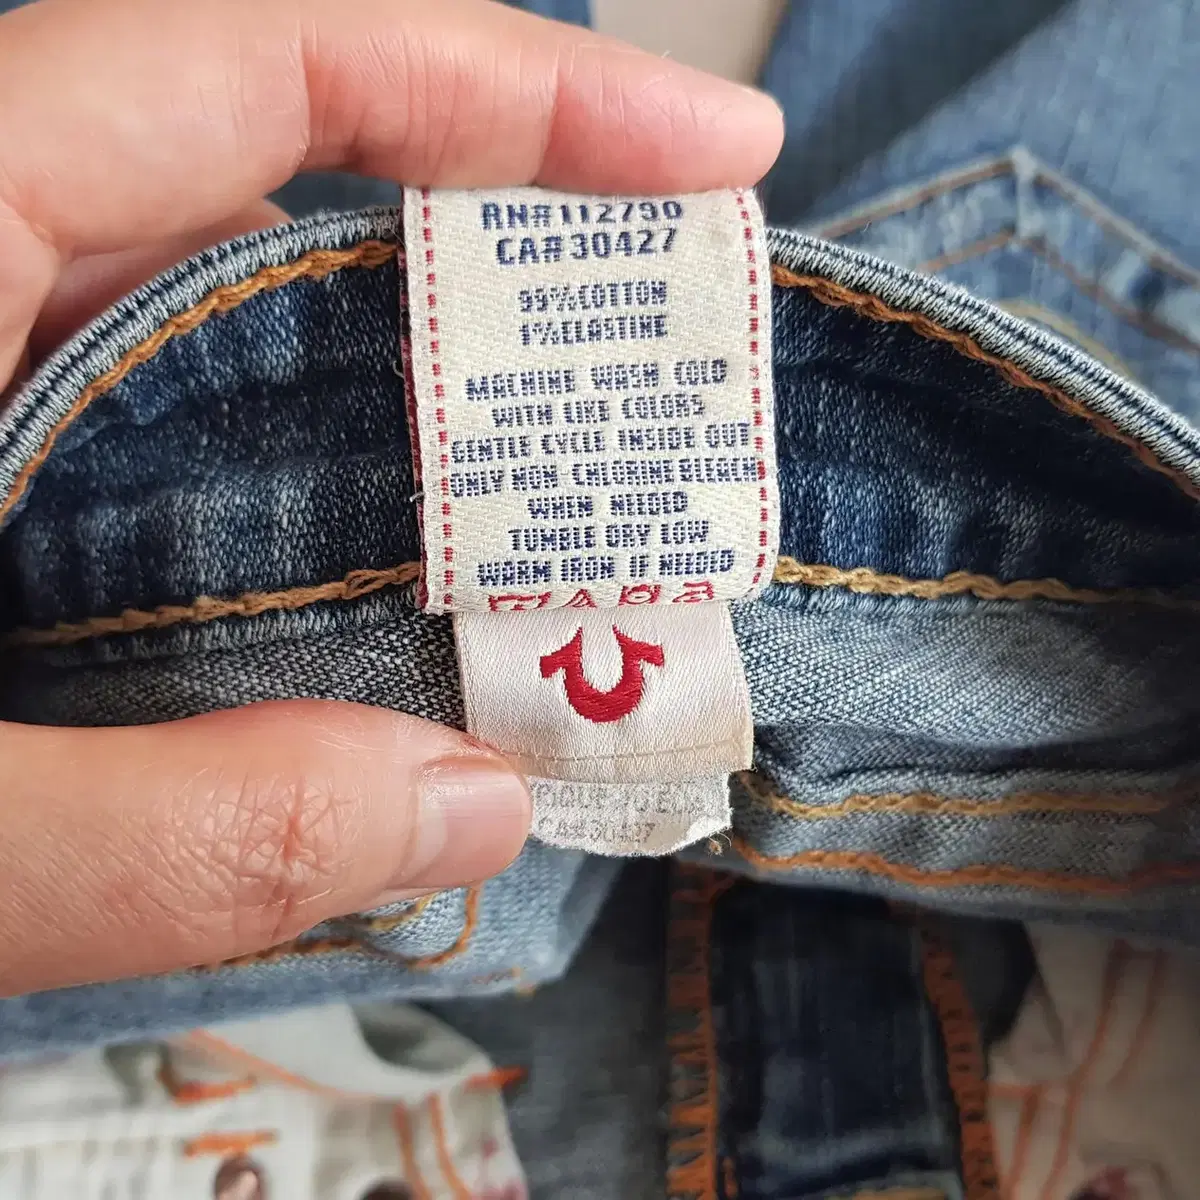 RN#112790
CA#30427
99%COTTON
1%ELASTINE
MACHINE WASH COLD
WITH LIKE COLORS
GENTLE CYCLE INSIDE OUT
ONLY NON CHLORINE BLEACH
WHEN NEEDED
TUMBLE DRY LOW
WARM IRON IF NEEDED
CA#30427